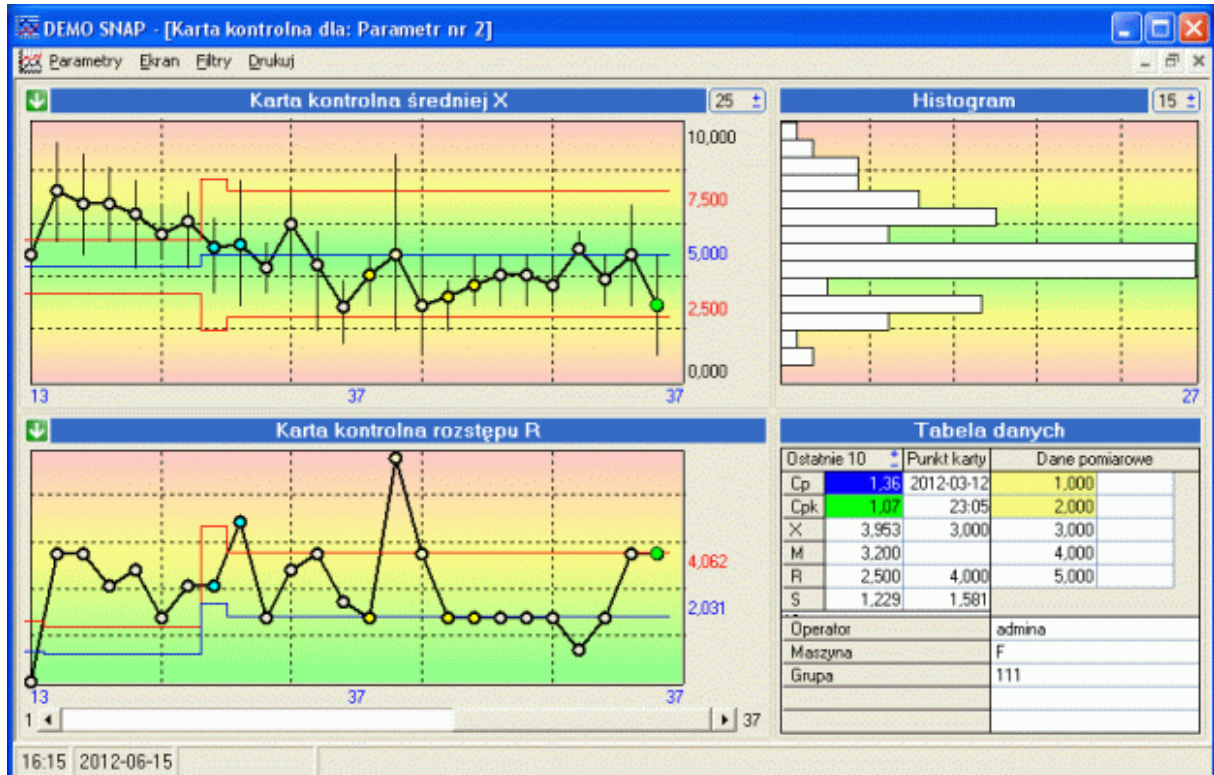 DEMO SNAP - [Karta kontrolna dla: Parametr nr 2]
Parametry Ekran Filtry Drukuj
Karta kontrolna średniej X 25
10,000
7,500
5,000
2,500
0,000
13 37 37
Histogram 15
27
Karta kontrolna rozstępu R
4,062
2,031
13 37 37
1 37
Tabela danych
Ostatnie 10 Punkt karty Dane pomiarowe
Cp 1,36 2012-03-12 1,000
Cpk 1,07 23:05 2,000
X 3,953 3,000 3,000
M 3,200 4,000
R 2,500 4,000 5,000
S 1,229 1,581
Operator admina
Maszyna F
Grupa 111
16:15 2012-06-15